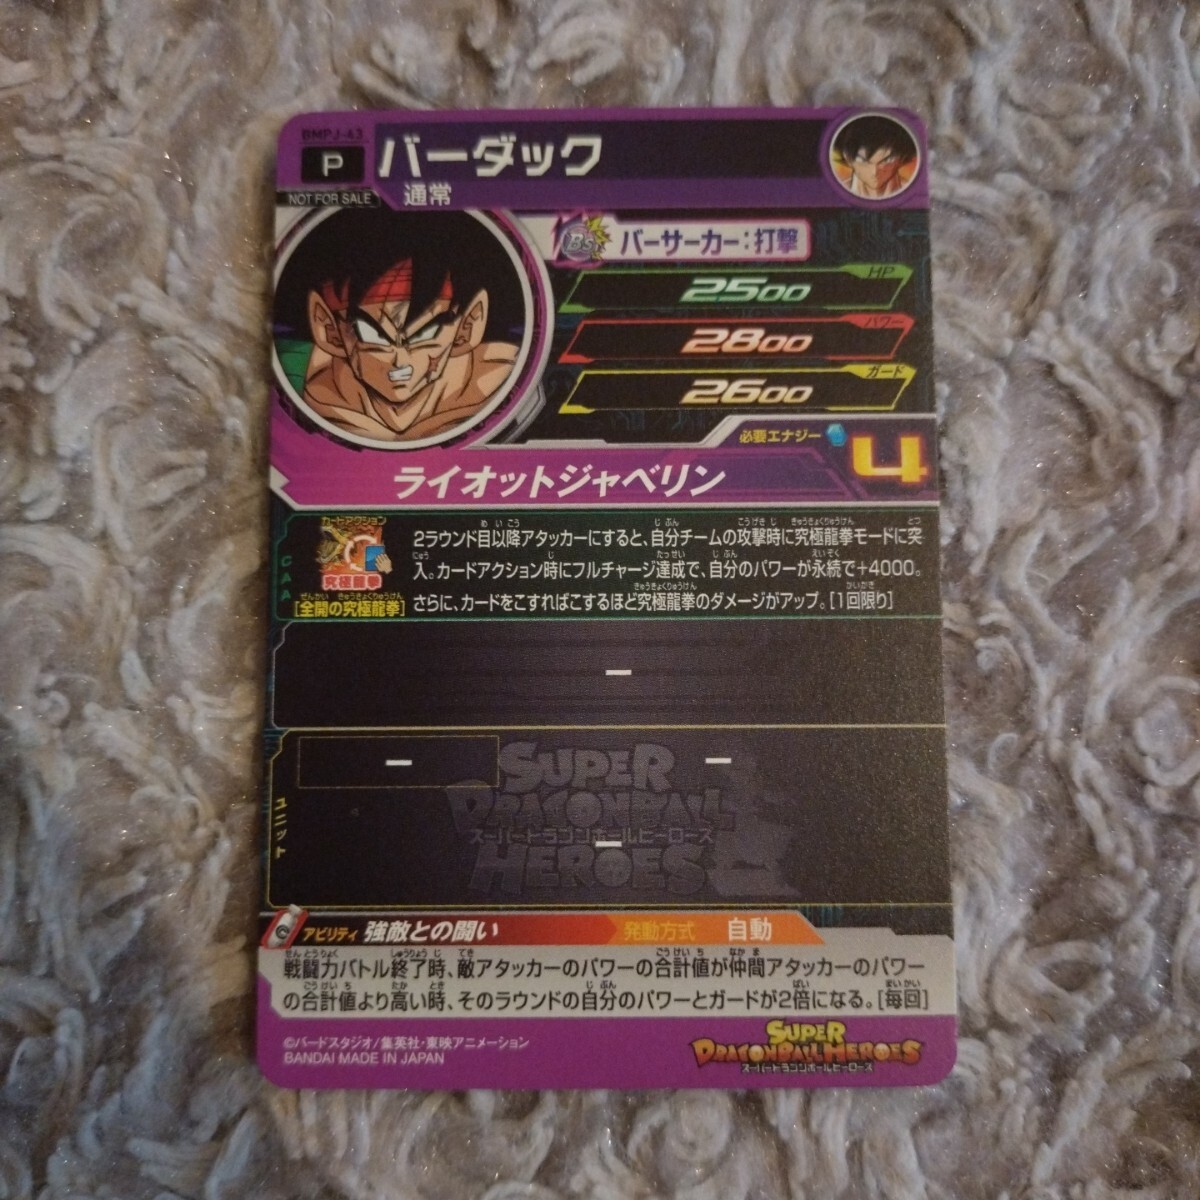 BMPJ-43
P
バーダック
NOT FOR SALE
通常
BS
バーサーカー:打撃
HP
2500
パワー
2800
ガード
2600
必要エナジー 4
ライオットジャベリン
カードアクション
究極龍拳
CAA
[全開の究極龍拳]
2ラウンド目以降アタッカーにすると、自分チームの攻撃時に究極龍拳モードに突
入。カードアクション時にフルチャージ達成で、自分のパワーが永続で+4000。
さらに、カードをこすればこするほど究極龍拳のダメージがアップ。[1回限り]
ー
ー
ー
SUPER
DRAGONBALL
スーパードラゴンボールヒーローズ
HEROES
ー
ユニット
アビリティ 強敵との闘い 発動方式 自動
戦闘力バトル終了時、敵アタッカーのパワーの合計値が仲間アタッカーのパワー
の合計値より高い時、そのラウンドの自分のパワーとガードが2倍になる。[毎回]
©バードスタジオ/集英社・東映アニメーション
BANDAI MADE IN JAPAN
SUPER
DRAGONBALL HEROES
スーパードラゴンボールヒーローズ